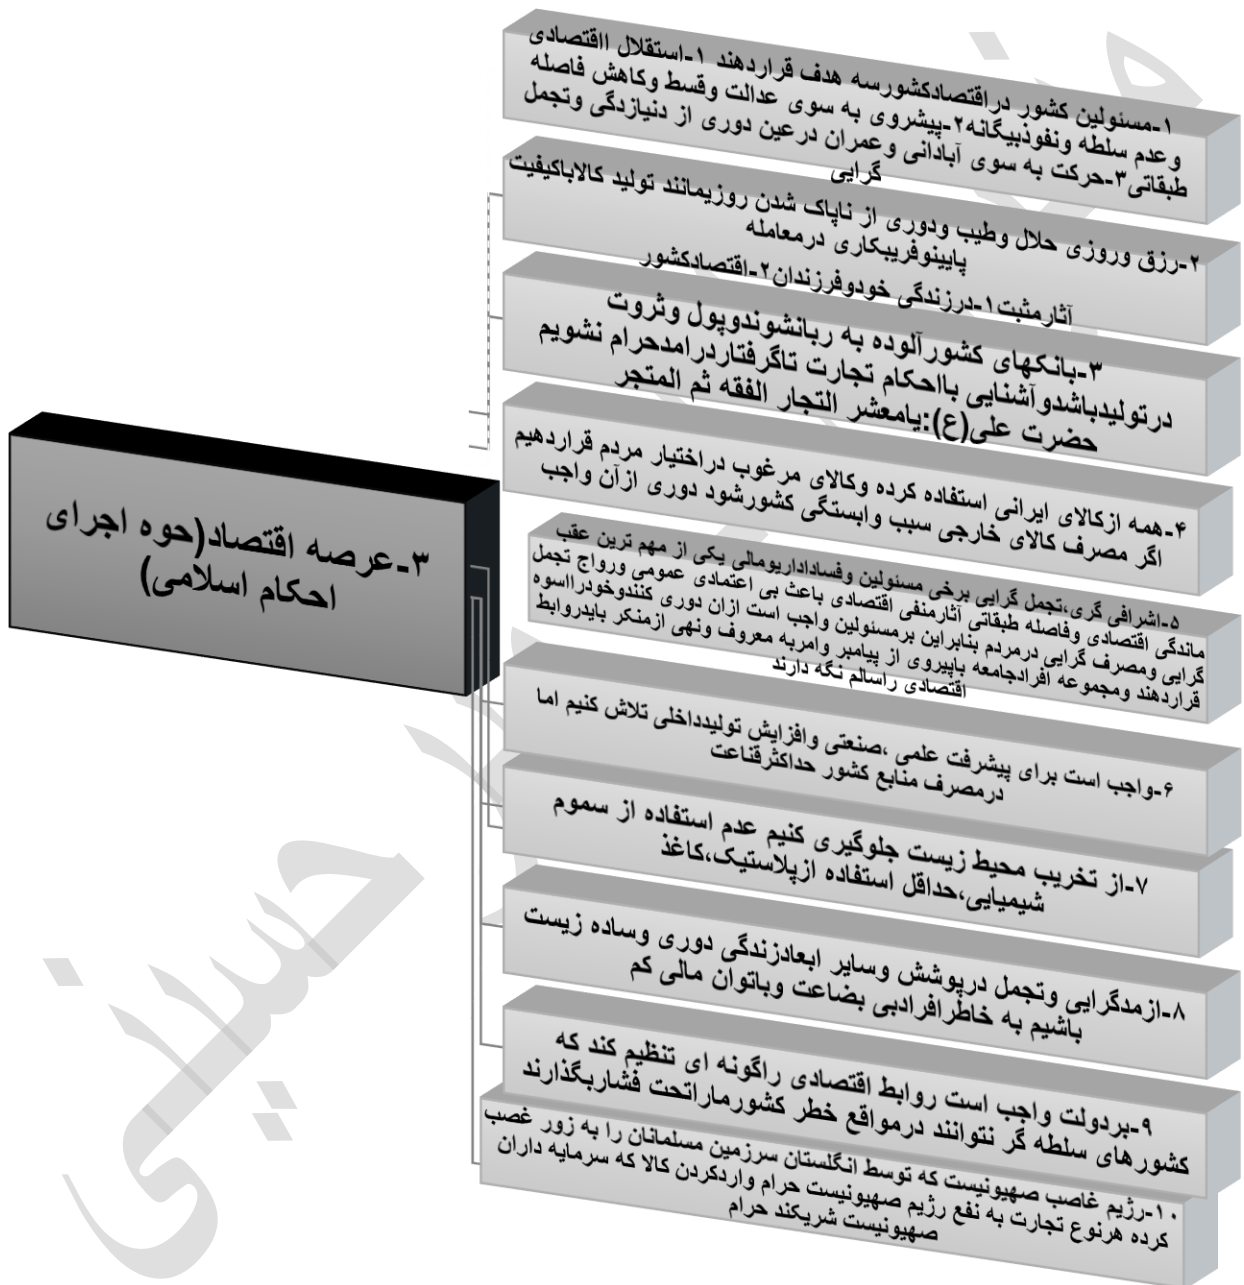 ۱-مسئولین کشور دراقتصادکشورسه هدف قراردهند ۱-استقلال ااقتصادی
وعدم سلطه ونفوذبیگانه۲-پیشروی به سوی عدالت وقسط وکاهش فاصله
طبقاتی۳-حرکت به سوی آبادانی وعمران درعین دوری از دنیازدگی وتجمل
گرایی
۲-رزق وروزی حلال وطیب ودوری از ناپاک شدن روزیمانند تولید کالاباکیفیت
پایینوفریبکاری درمعامله
آثارمثبت۱-درزندگی خودوفرزندان۲-اقتصادکشور
۳-بانکهای کشورآلوده به ربانشوندوپول وثروت
درتولیدباشدوآشنایی بااحکام تجارت تاگرفتاردرامدحرام نشویم
حضرت علی(ع):یامعشر التجار الفقه ثم المتجر
۴-همه ازکالای ایرانی استفاده کرده وکالای مرغوب دراختیار مردم قراردهیم
اگر مصرف کالای خارجی سبب وابستگی کشورشود دوری ازآن واجب
۵-اشرافی گری،تجمل گرایی برخی مسئولین وفساداداریومالی یکی از مهم ترین عقب
ماندگی اقتصادی وفاصله طبقاتی آثارمنفی اقتصادی باعث بی اعتمادی عمومی ورواج تجمل
گرایی ومصرف گرایی درمردم بنابراین برمسئولین واجب است ازان دوری کنندوخودرااسوه
قراردهند ومجموعه افرادجامعه باپیروی از پیامبر وامربه معروف ونهی ازمنکر بایدروابط
اقتصادی راسالم نگه دارند
۶-واجب است برای پیشرفت علمی ،صنعتی وافزایش تولیدداخلی تلاش کنیم اما
درمصرف منابع کشور حداکثرقناعت
۷-از تخریب محیط زیست جلوگیری کنیم عدم استفاده از سموم
شیمیایی،حداقل استفاده ازپلاستیک،کاغذ
۸-ازمدگرایی وتجمل درپوشش وسایر ابعادزندگی دوری وساده زیست
باشیم به خاطرافرادبی بضاعت وباتوان مالی کم
۹-بردولت واجب است روابط اقتصادی راگونه ای تنظیم کند که
کشورهای سلطه گر نتوانند درمواقع خطر کشورماراتحت فشاربگذارند
۱۰-رژیم غاصب صهیونیست که توسط انگلستان سرزمین مسلمانان را به زور غصب
کرده هرنوع تجارت به نفع رژیم صهیونیست حرام واردکردن کالا که سرمایه داران
صهیونیست شریکند حرام
۳-عرصه اقتصاد(حوه اجرای
احکام اسلامی)
حسینی